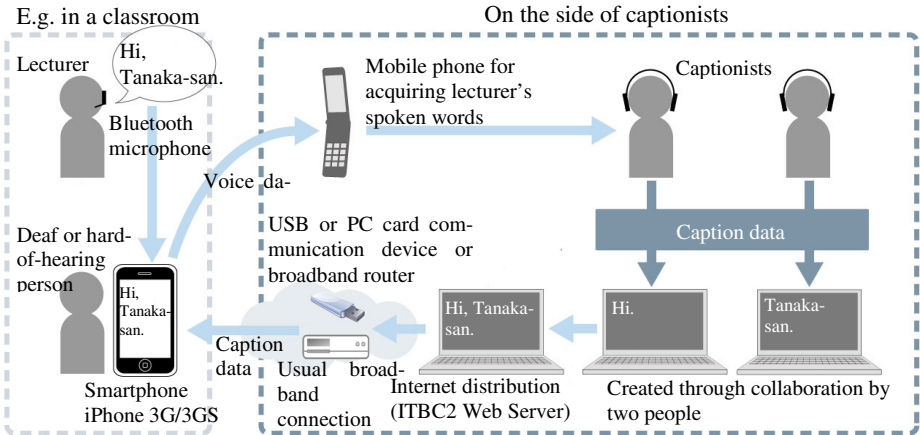 E.g. in a classroom
On the side of captionists
Lecturer
Hi,
Tanaka-san.
Bluetooth
microphone
Mobile phone for
acquiring lecturer's
spoken words
Captionists
Voice da-
Deaf or hard-
of-hearing
person
Hi,
Tanaka-
san.
Smartphone
iPhone 3G/3GS
USB or PC card com-
munication device or
broadband router
Caption
data
Usual broad-
band
connection
Hi, Tanaka-
san.
Internet distribution
(ITBC2 Web Server)
Caption data
Hi.
Tanaka-
san.
Created through collaboration by
two people